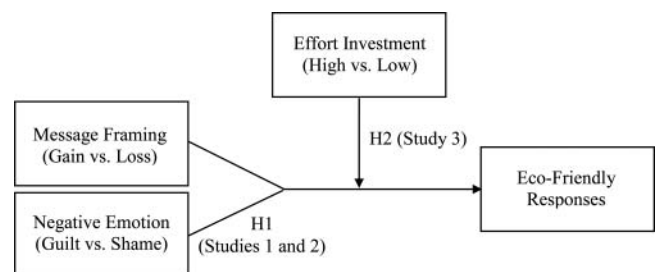 Effort Investment
(High vs. Low)
Message Framing
(Gain vs. Loss)
H2 (Study 3)
Eco-Friendly
Responses
Negative Emotion
(Guilt vs. Shame)
H1
(Studies 1 and 2)